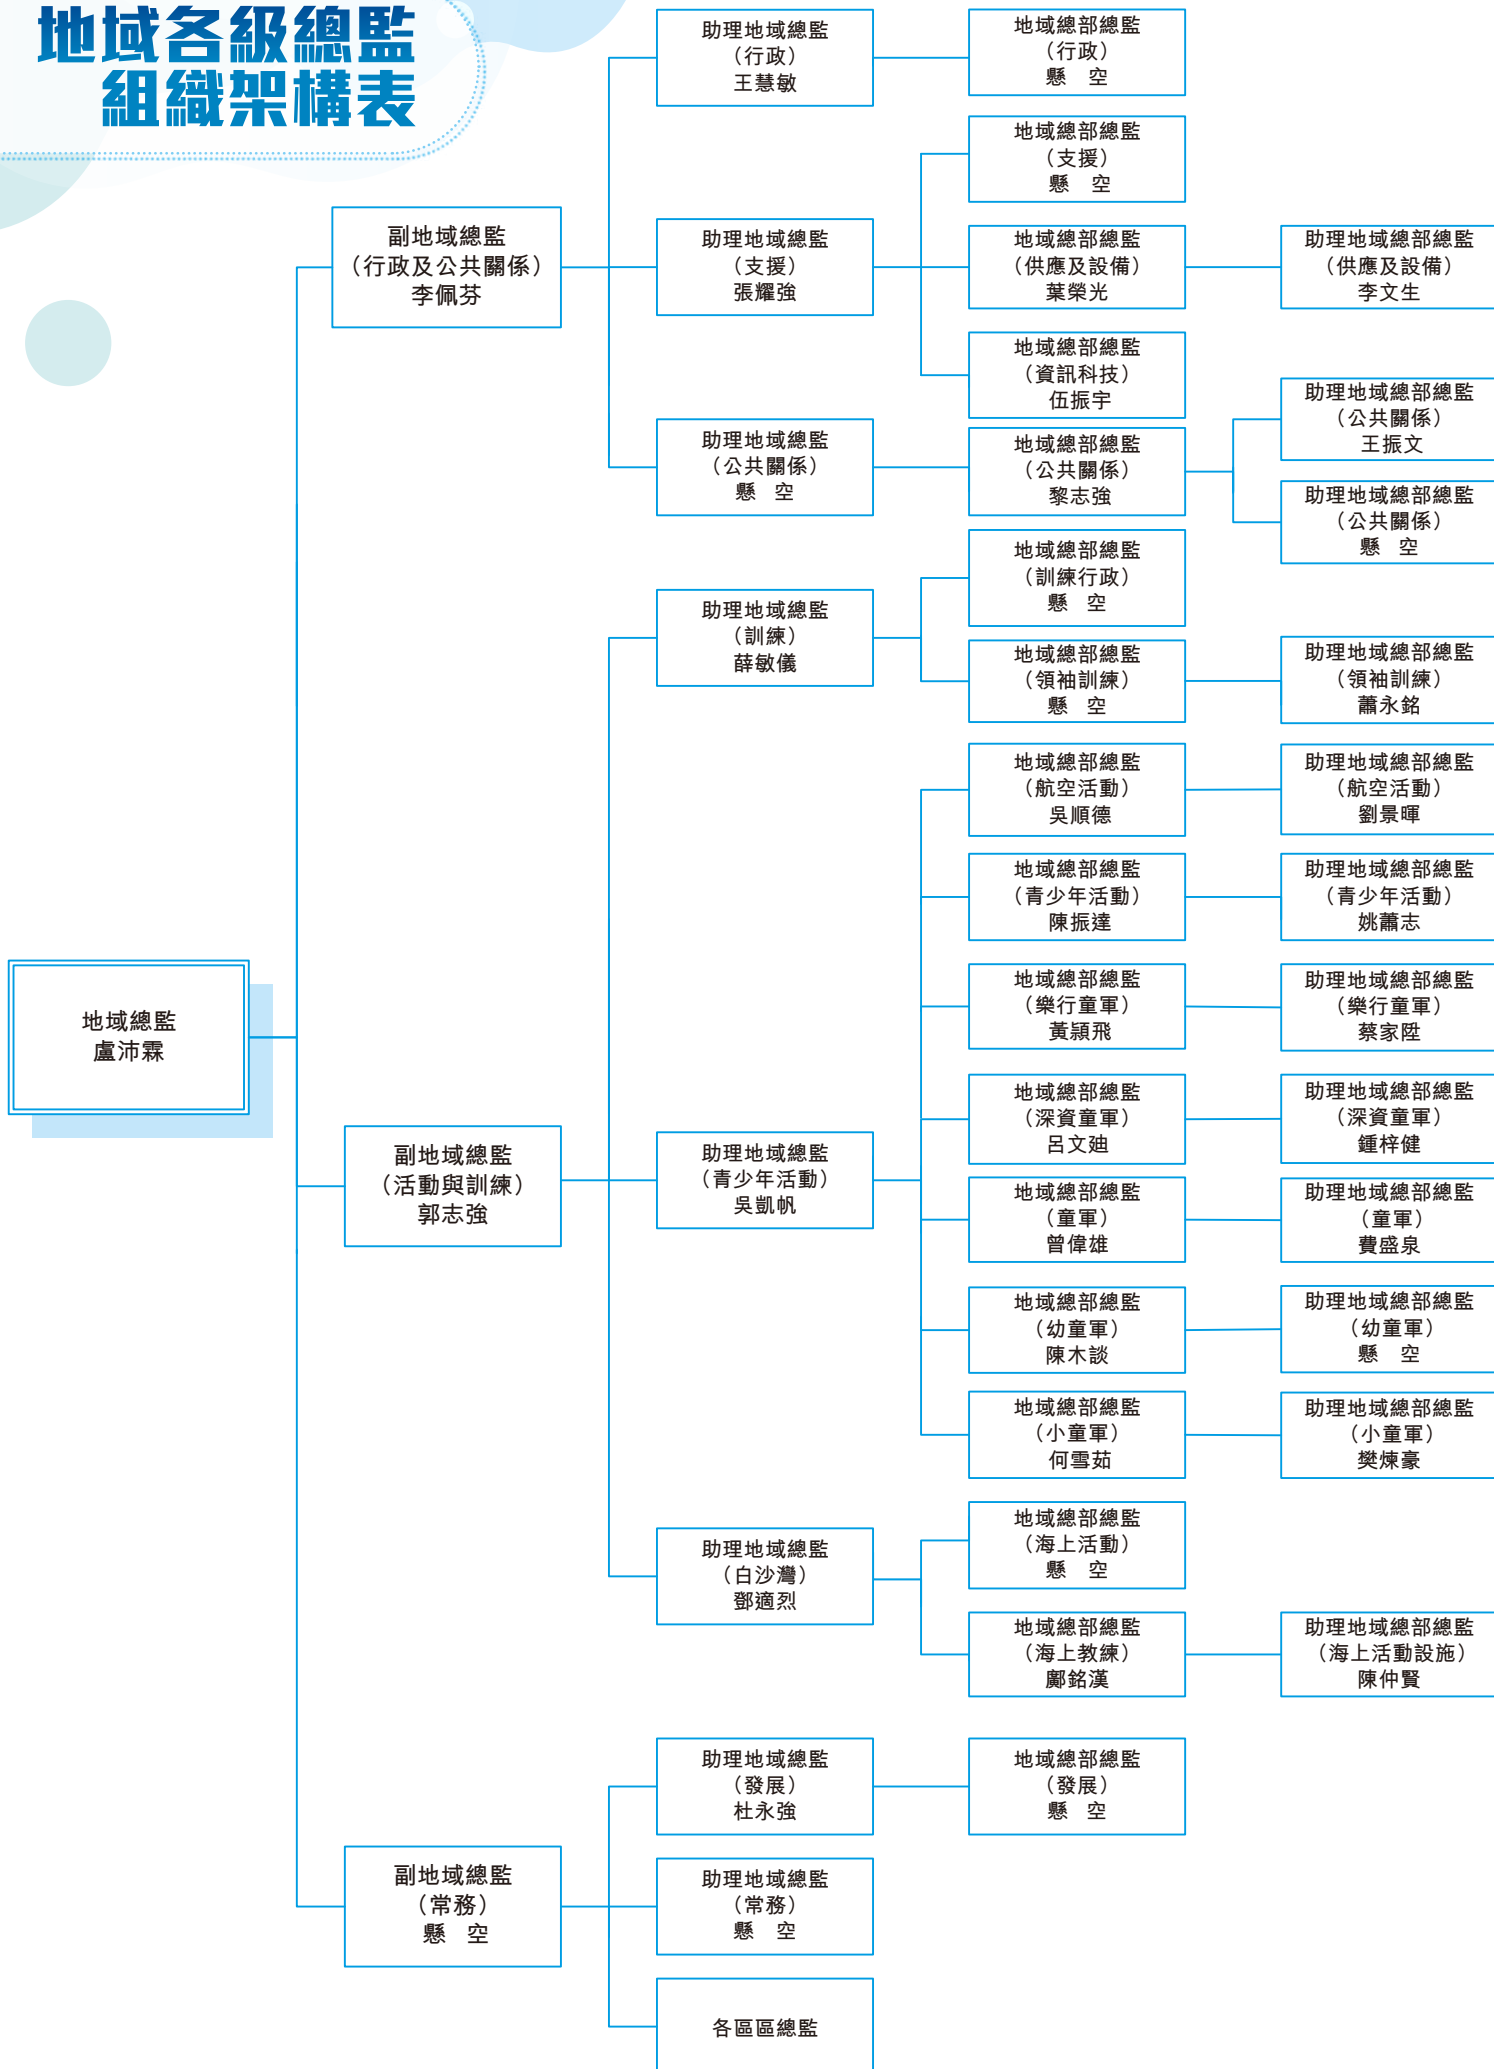 地域各級總監
組織架構表
地域總監
盧沛霖
副地域總監
（行政及公共關係）
李佩芬
助理地域總監
（行政）
王慧敏
地域總部總監
（行政）
懸 空
助理地域總監
（支援）
張耀強
地域總部總監
（支援）
懸 空
地域總部總監
（供應及設備）
葉榮光
助理地域總部總監
（供應及設備）
李文生
地域總部總監
（資訊科技）
伍振宇
助理地域總監
（公共關係）
懸 空
地域總部總監
（公共關係）
黎志強
助理地域總部總監
（公共關係）
王振文
助理地域總部總監
（公共關係）
懸 空
副地域總監
（活動與訓練）
郭志強
助理地域總監
（訓練）
薛敏儀
地域總部總監
（訓練行政）
懸 空
地域總部總監
（領袖訓練）
懸 空
助理地域總部總監
（領袖訓練）
蕭永銘
助理地域總監
（青少年活動）
吳凱帆
地域總部總監
（航空活動）
吳順德
助理地域總部總監
（航空活動）
劉景暉
地域總部總監
（青少年活動）
陳振達
助理地域總部總監
（青少年活動）
姚蕭志
地域總部總監
（樂行童軍）
黃潁飛
助理地域總部總監
（樂行童軍）
蔡家陞
地域總部總監
（深資童軍）
呂文廸
助理地域總部總監
（深資童軍）
鍾梓健
地域總部總監
（童軍）
曾偉雄
助理地域總部總監
（童軍）
費盛泉
地域總部總監
（幼童軍）
陳木談
助理地域總部總監
（幼童軍）
懸 空
地域總部總監
（小童軍）
何雪茹
助理地域總部總監
（小童軍）
樊煉豪
助理地域總監
（白沙灣）
鄧適烈
地域總部總監
（海上活動）
懸 空
地域總部總監
（海上教練）
鄺銘漢
助理地域總部總監
（海上活動設施）
陳仲賢
副地域總監
（常務）
懸 空
助理地域總監
（發展）
杜永強
地域總部總監
（發展）
懸 空
助理地域總監
（常務）
懸 空
各區區總監